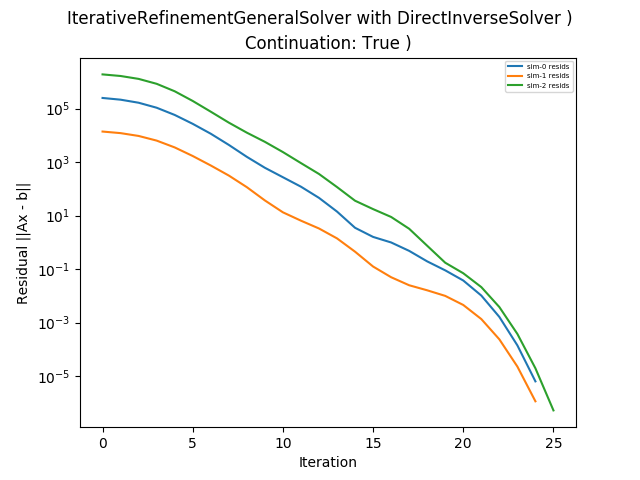 IterativeRefinementGeneralSolver with DirectInverseSolver )
Continuation: True )
sim-0 resids
sim-1 resids
sim-2 resids
10^5
10^3
10^1
10^−1
10^−3
10^−5
Residual ||Ax - b||
0 5 10 15 20 25
Iteration